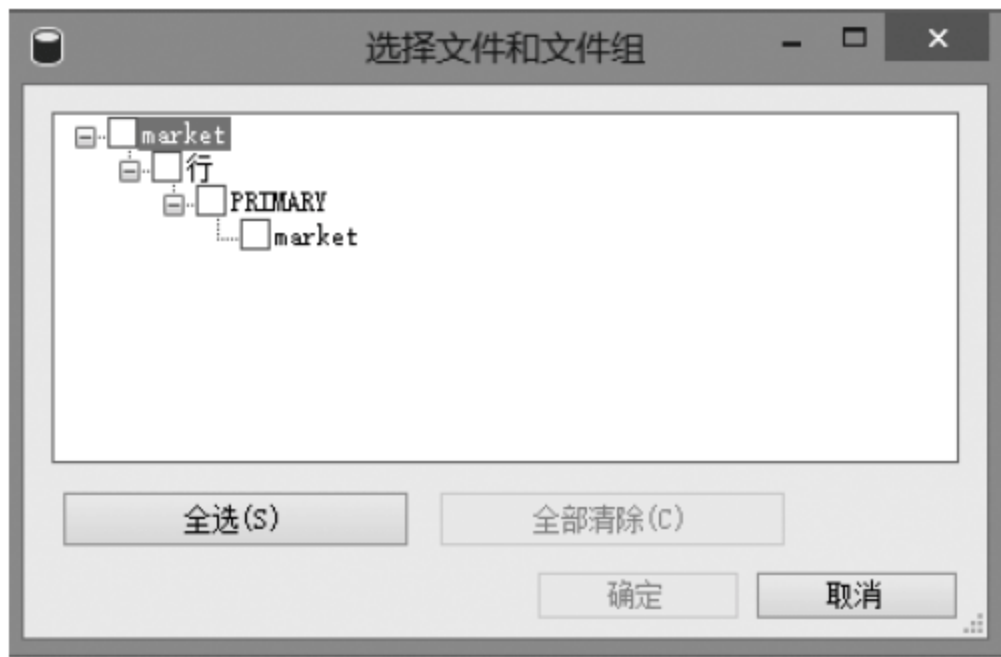 选择文件和文件组
market
行
PRIMARY
market
全选(S)
全部清除(C)
确定
取消